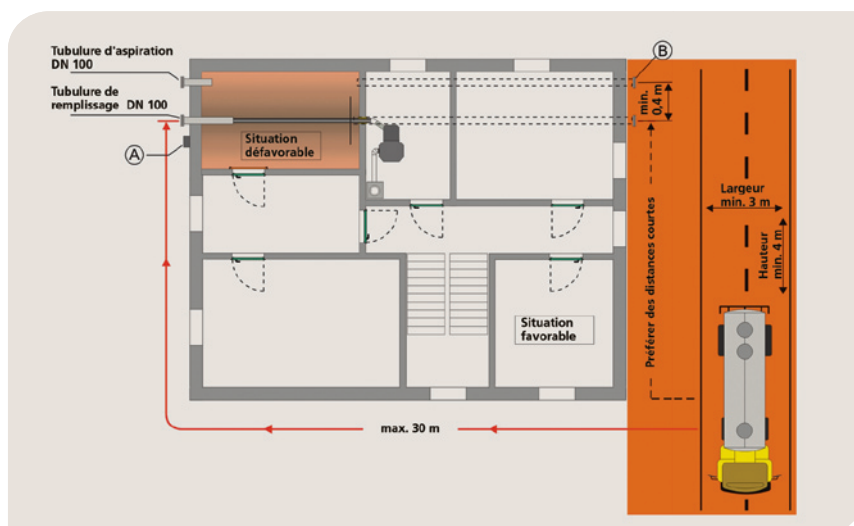 Tubulure d'aspiration
DN 100
Tubulure de
remplissage DN 100
A
Situation
défavorable
B
min.
0,4 m
Largeur
min. 3 m
Hauteur
min. 4 m
Préférer des distances courtes
Situation
favorable
max. 30 m